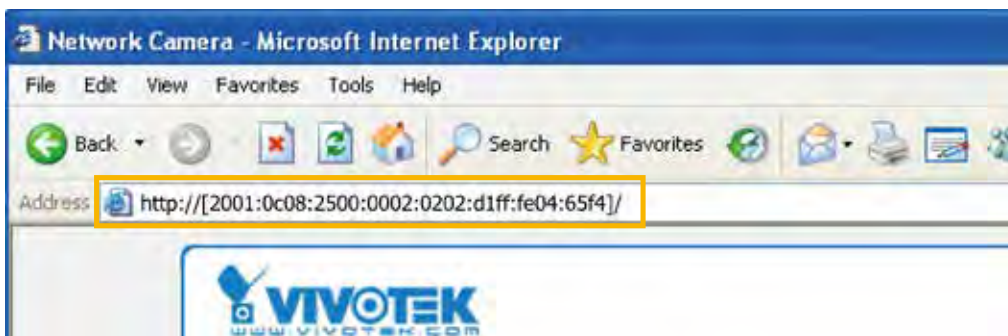 Network Camera - Microsoft Internet Explorer
File Edit View Favorites Tools Help
Back Search Favorites
Address http://[2001:0c08:2500:0002:0202:d1ff:fe04:65f4]/
VIVOTEK
WWW.VIVOTEK.COM